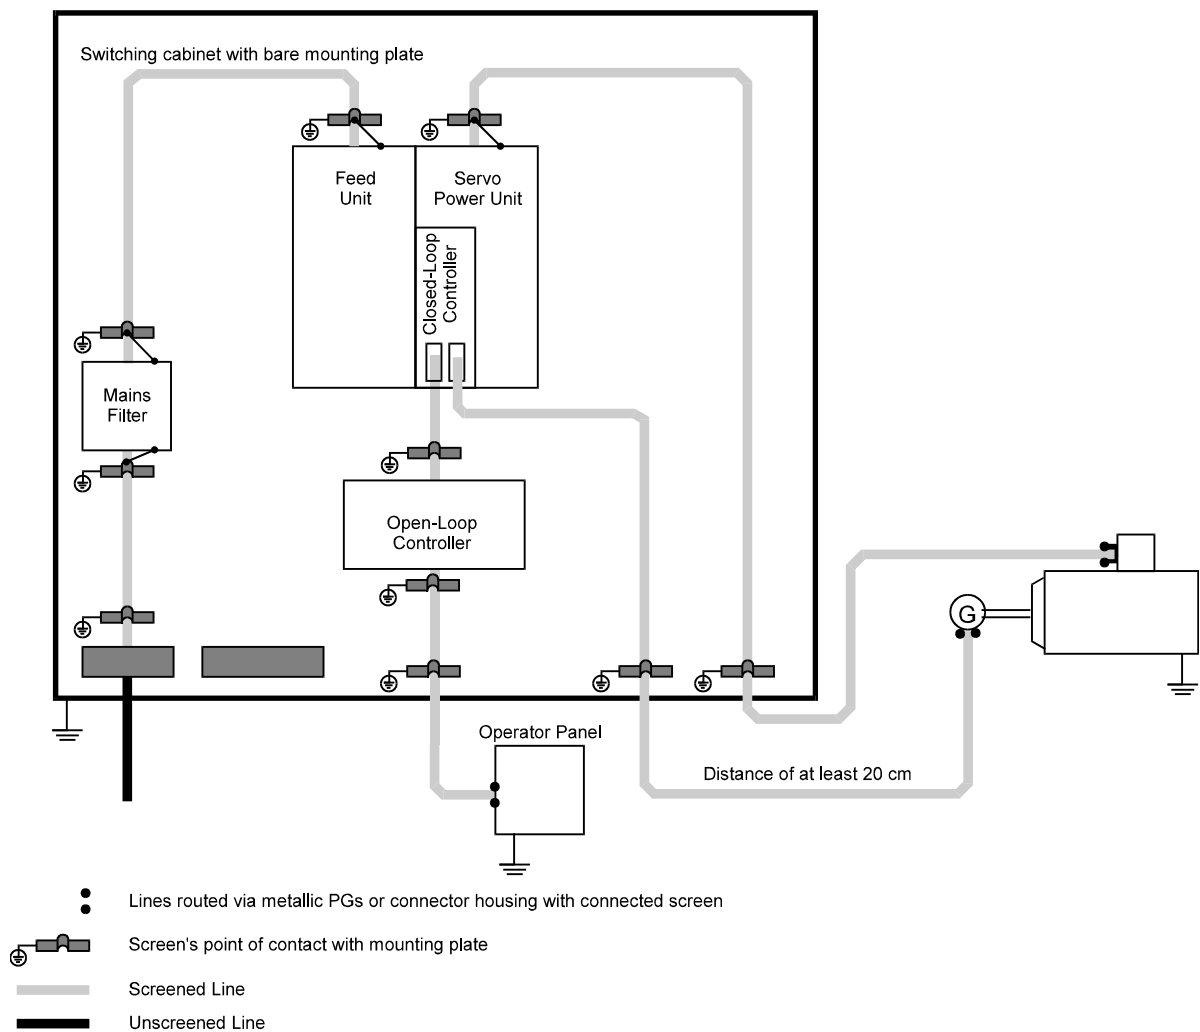 Switching cabinet with bare mounting plate
Feed
Unit
Servo
Power Unit
Closed-Loop
Controller
Mains
Filter
Open-Loop
Controller
G
Operator Panel
Distance of at least 20 cm
Lines routed via metallic PGs or connector housing with connected screen
Screen's point of contact with mounting plate
Screened Line
Unscreened Line